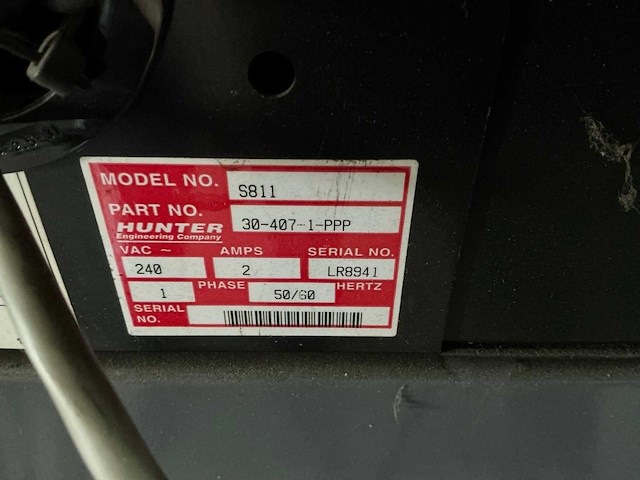 MODEL NO. S811
PART NO. 30-407-1-PPP
HUNTER
Engineering Company
VAC ~ AMPS SERIAL NO.
240 2 LR8941
1 PHASE 50/60 HERTZ
SERIAL
NO.